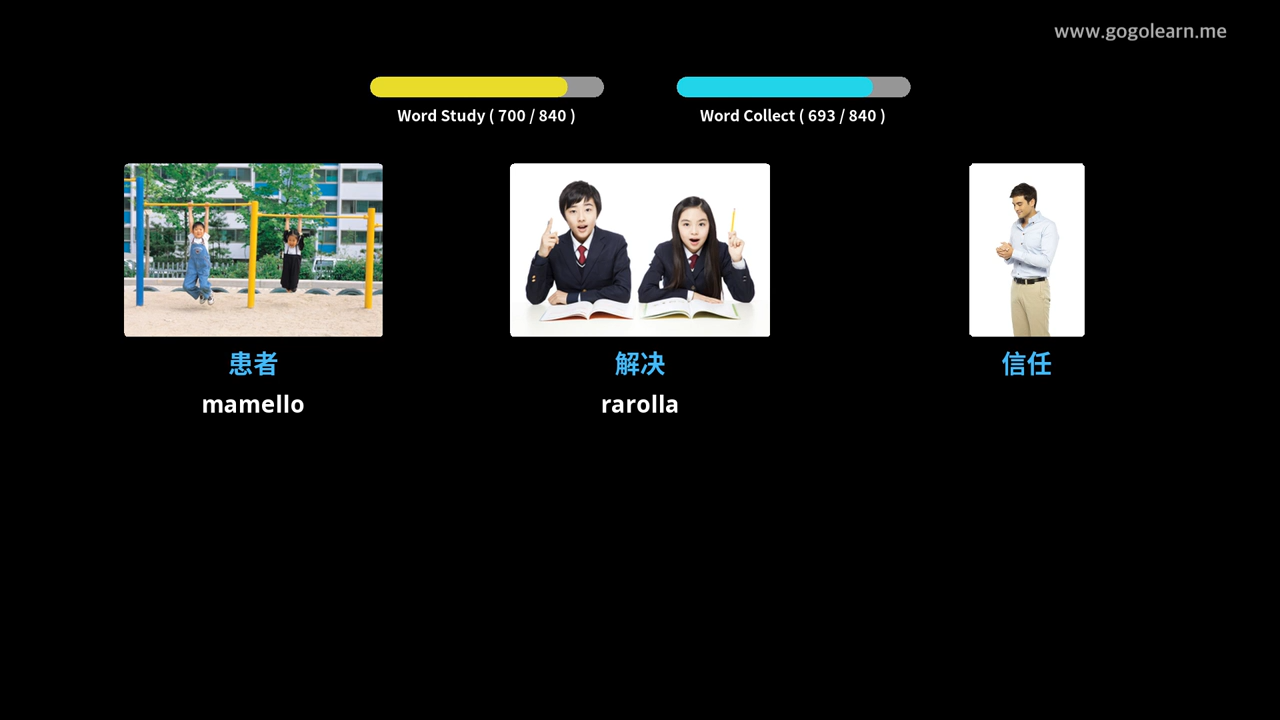 www.gogolearn.me
Word Study ( 700 / 840 )
Word Collect ( 693 / 840 )
患者
解决
信任
mamello
rarolla